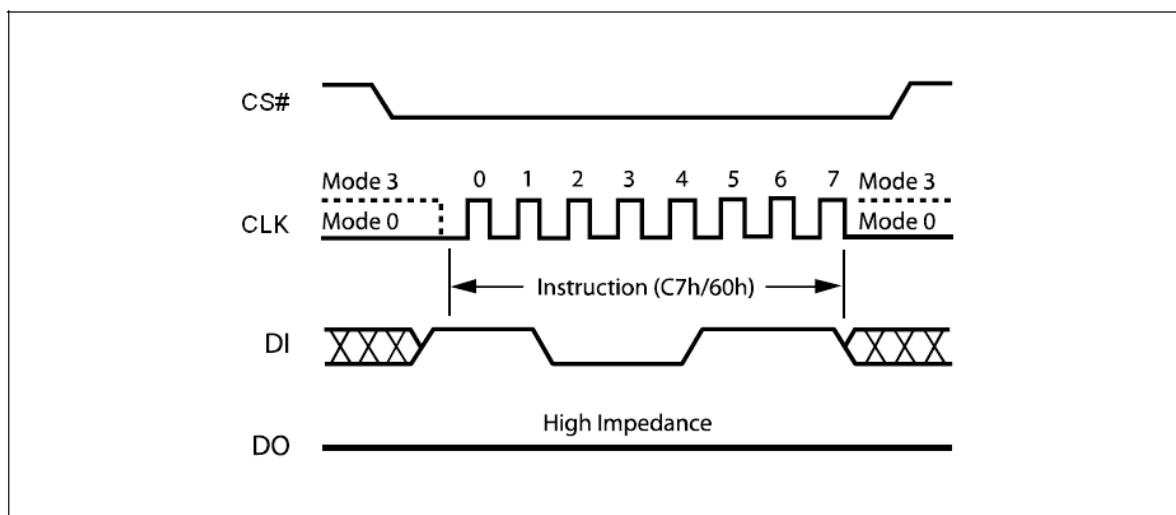 CS#
Mode 3 0 1 2 3 4 5 6 7 Mode 3
CLK
Mode 0 Mode 0
Instruction (C7h/60h)
DI
High Impedance
DO